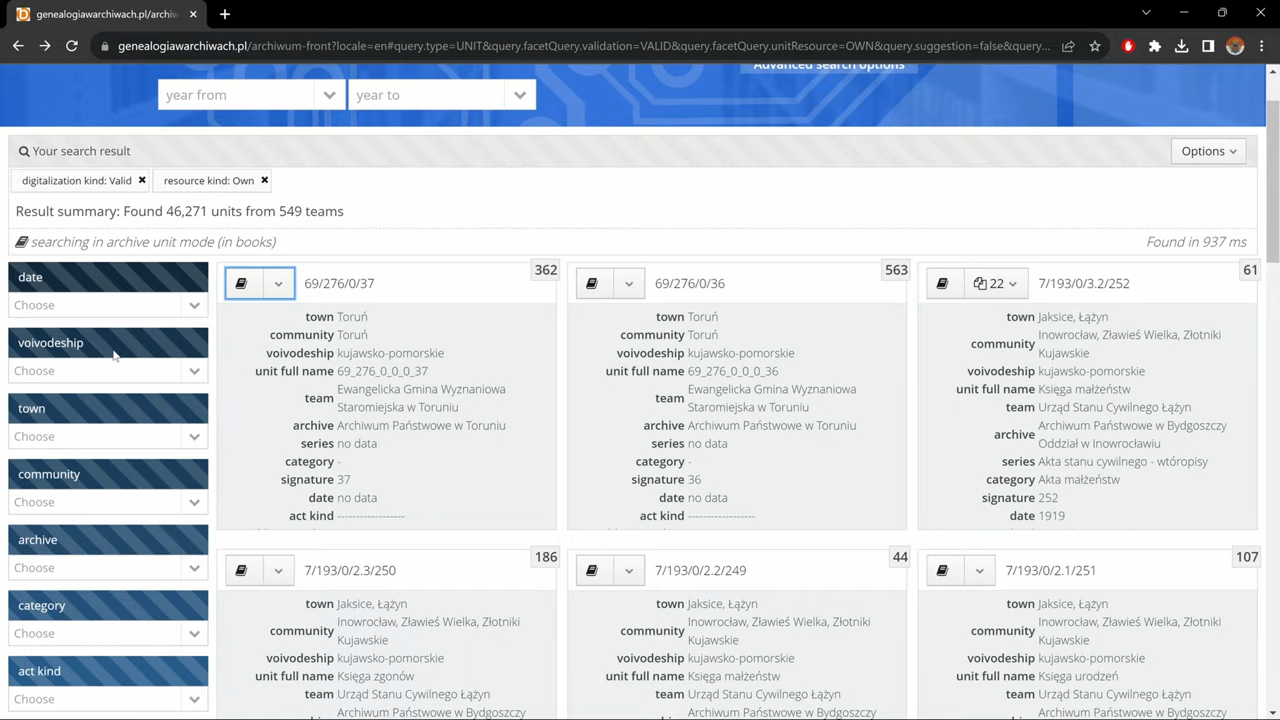 genealogiawarchiwach.pl/archiw
genealogiawarchiwach.pl/archiwum-front?locale=en#query.type=UNIT&query.facetQuery.validation=VALID&query.facetQuery.unitResource=OWN&query.suggestion=false&query...
Advanced search options
year from
year to
Your search result
Options
digitalization kind: Valid
resource kind: Own
Result summary: Found 46,271 units from 549 teams
searching in archive unit mode (in books)
Found in 937 ms
date
Choose
voivodeship
Choose
town
Choose
community
Choose
archive
Choose
category
Choose
act kind
Choose
69/276/0/37
362
town Toruń
community Toruń
voivodeship kujawsko-pomorskie
unit full name 69_276_0_0_0_37
team Ewangelicka Gmina Wyznaniowa
Staromiejska w Toruniu
archive Archiwum Państwowe w Toruniu
series no data
category -
signature 37
date no data
act kind ------------------
69/276/0/36
563
town Toruń
community Toruń
voivodeship kujawsko-pomorskie
unit full name 69_276_0_0_0_36
team Ewangelicka Gmina Wyznaniowa
Staromiejska w Toruniu
archive Archiwum Państwowe w Toruniu
series no data
category -
signature 36
date no data
act kind ------------------
22
7/193/0/3.2/252
61
town Jaksice, Łążyn
community Inowrocław, Zławieś Wielka, Złotniki
Kujawskie
voivodeship kujawsko-pomorskie
unit full name Księga małżeństw
team Urząd Stanu Cywilnego Łążyn
archive Archiwum Państwowe w Bydgoszczy
Oddział w Inowrocławiu
series Akta stanu cywilnego - wtóropisy
category Akta małżeństw
signature 252
date 1919
7/193/0/2.3/250
186
town Jaksice, Łążyn
community Inowrocław, Zławieś Wielka, Złotniki
Kujawskie
voivodeship kujawsko-pomorskie
unit full name Księga zgonów
team Urząd Stanu Cywilnego Łążyn
Archiwum Państwowe w Bydgoszczy
7/193/0/2.2/249
44
town Jaksice, Łążyn
community Inowrocław, Zławieś Wielka, Złotniki
Kujawskie
voivodeship kujawsko-pomorskie
unit full name Księga małżeństw
team Urząd Stanu Cywilnego Łążyn
Archiwum Państwowe w Bydgoszczy
7/193/0/2.1/251
107
town Jaksice, Łążyn
community Inowrocław, Zławieś Wielka, Złotniki
Kujawskie
voivodeship kujawsko-pomorskie
unit full name Księga urodzeń
team Urząd Stanu Cywilnego Łążyn
Archiwum Państwowe w Bydgoszczy